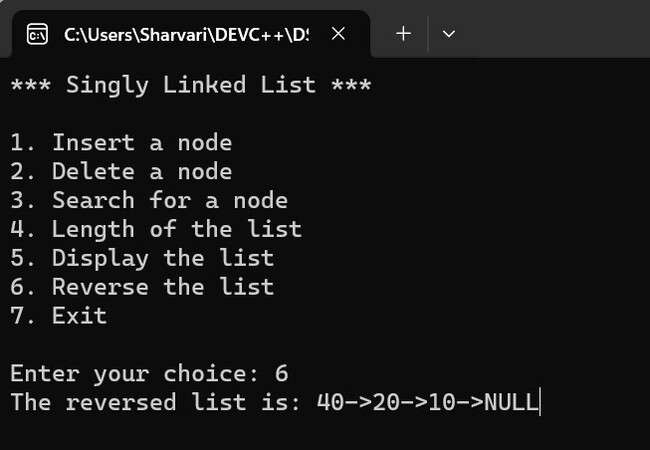 C:\Users\Sharvari\DEVC++\DS
*** Singly Linked List ***
1. Insert a node
2. Delete a node
3. Search for a node
4. Length of the list
5. Display the list
6. Reverse the list
7. Exit
Enter your choice: 6
The reversed list is: 40->20->10->NULL